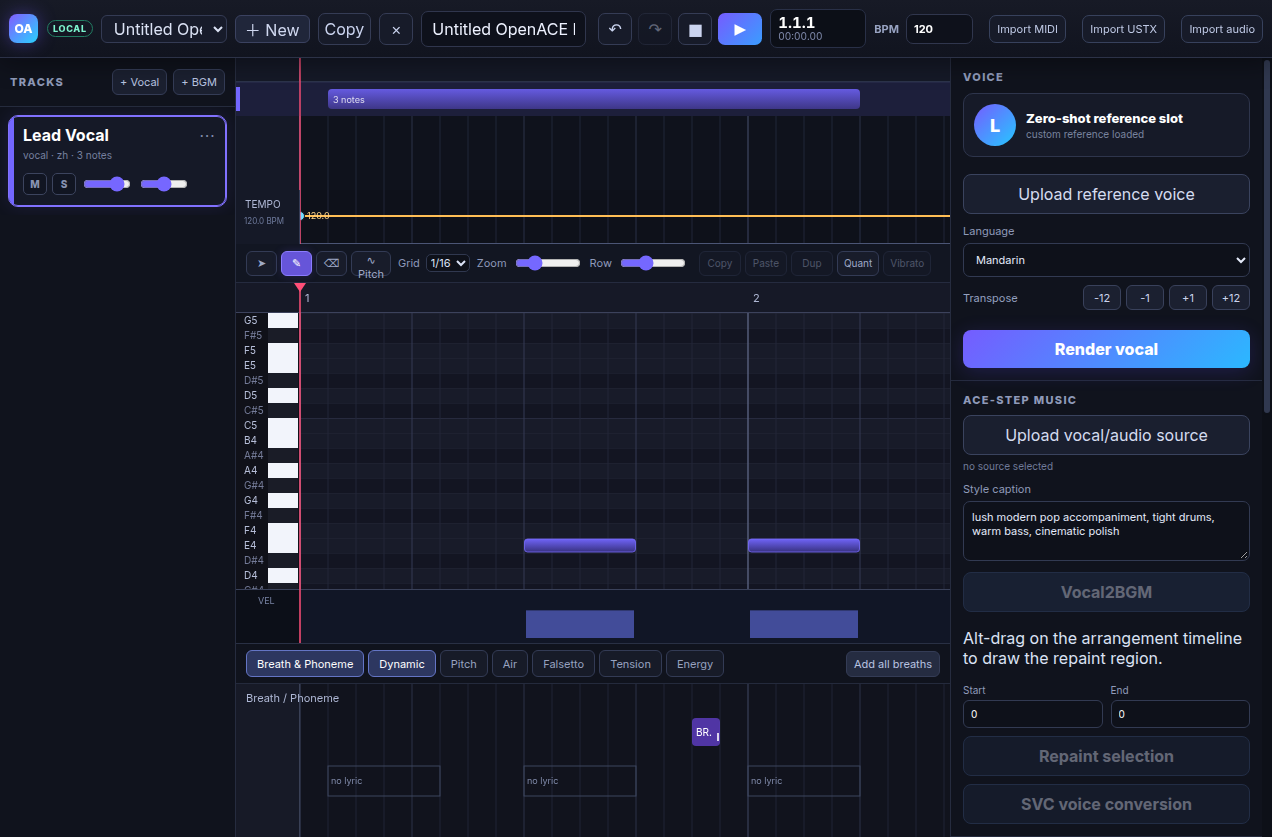 OA LOCAL Untitled Ope + New Copy × Untitled OpenACE 1.1.1 00:00.00 BPM 120 Import MIDI Import USTX Import audio
TRACKS + Vocal + BGM
Lead Vocal ...
vocal · zh · 3 notes
M S
3 notes
TEMPO
120.0 BPM 120.0
∿ Pitch Grid 1/16 Zoom Row Copy Paste Dup Quant Vibrato
1 2
G5
F#5
F5
E5
D#5
D5
C#5
C5
B4
A#4
A4
G#4
G4
F#4
F4
E4
D#4
D4
VEL
Breath & Phoneme Dynamic Pitch Air Falsetto Tension Energy Add all breaths
Breath / Phoneme
BR.
no lyric no lyric no lyric
VOICE
L Zero-shot reference slot
custom reference loaded
Upload reference voice
Language
Mandarin
Transpose -12 -1 +1 +12
Render vocal
ACE-STEP MUSIC
Upload vocal/audio source
no source selected
Style caption
lush modern pop accompaniment, tight drums,
warm bass, cinematic polish
Vocal2BGM
Alt-drag on the arrangement timeline
to draw the repaint region.
Start End
0 0
Repaint selection
SVC voice conversion